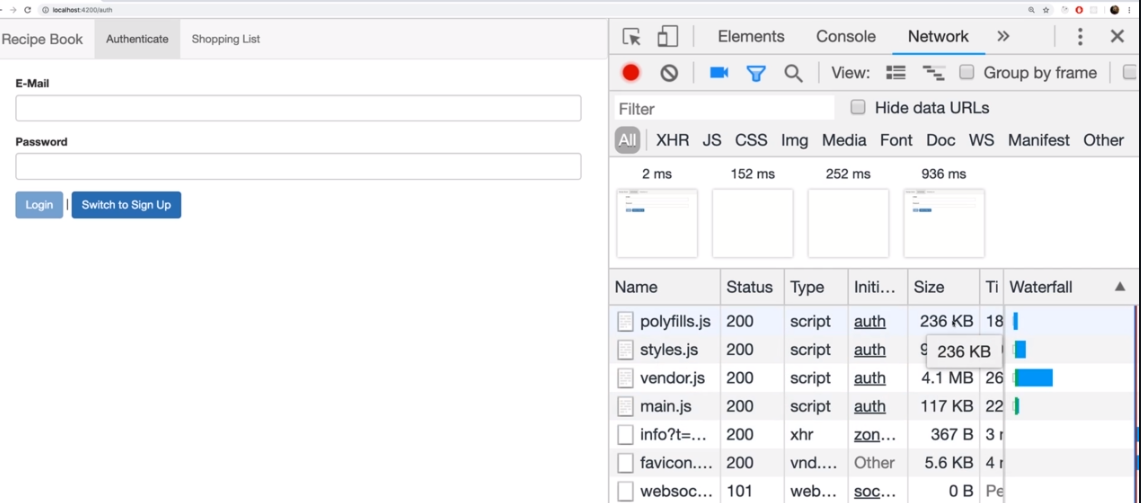 localhost:4200/auth
Recipe Book Authenticate Shopping List
E-Mail
Password
Login | Switch to Sign Up
Elements Console Network »
View: Group by frame
Filter Hide data URLs
All XHR JS CSS Img Media Font Doc WS Manifest Other
2 ms 152 ms 252 ms 936 ms
Name Status Type Initi... Size Ti Waterfall
polyfills.js 200 script auth 236 KB 18
styles.js 200 script auth
236 KB
vendor.js 200 script auth 4.1 MB 26
main.js 200 script auth 117 KB 22
info?t=... 200 xhr zon... 367 B 3
favicon.... 200 vnd.... Other 5.6 KB 4
websoc... 101 web... soc... 0 B Pe